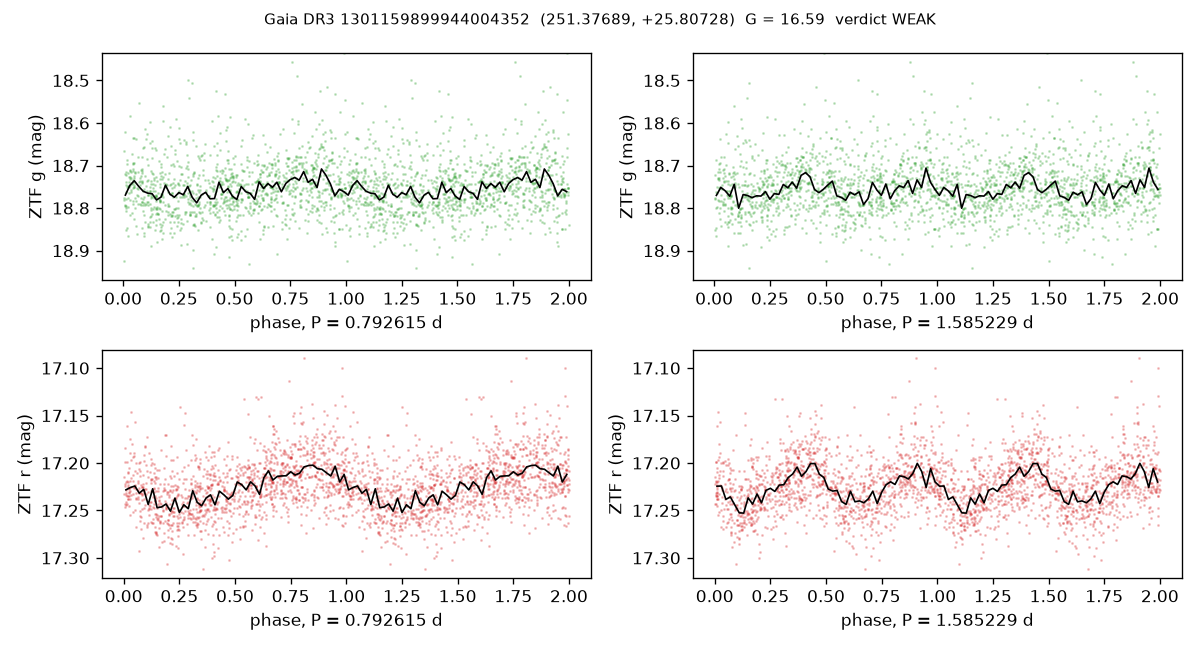 Gaia DR3 1301159899944004352 (251.37689, +25.80728) G = 16.59 verdict WEAK
ZTF g (mag)
18.5
18.6
18.7
18.8
18.9
0.00 0.25 0.50 0.75 1.00 1.25 1.50 1.75 2.00
phase, P = 0.792615 d
ZTF g (mag)
18.5
18.6
18.7
18.8
18.9
0.00 0.25 0.50 0.75 1.00 1.25 1.50 1.75 2.00
phase, P = 1.585229 d
ZTF r (mag)
17.10
17.15
17.20
17.25
17.30
0.00 0.25 0.50 0.75 1.00 1.25 1.50 1.75 2.00
phase, P = 0.792615 d
ZTF r (mag)
17.10
17.15
17.20
17.25
17.30
0.00 0.25 0.50 0.75 1.00 1.25 1.50 1.75 2.00
phase, P = 1.585229 d